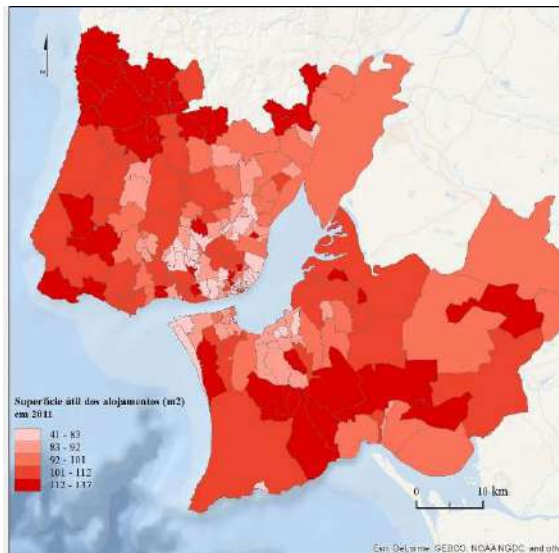 Superfície útil dos alojamentos (m2)
em 2011
41 - 83
83 - 92
92 - 101
101 - 112
112 - 137
0 10 km
Esri, DeLorme, GEBCO, NOAA NGDC, and oth